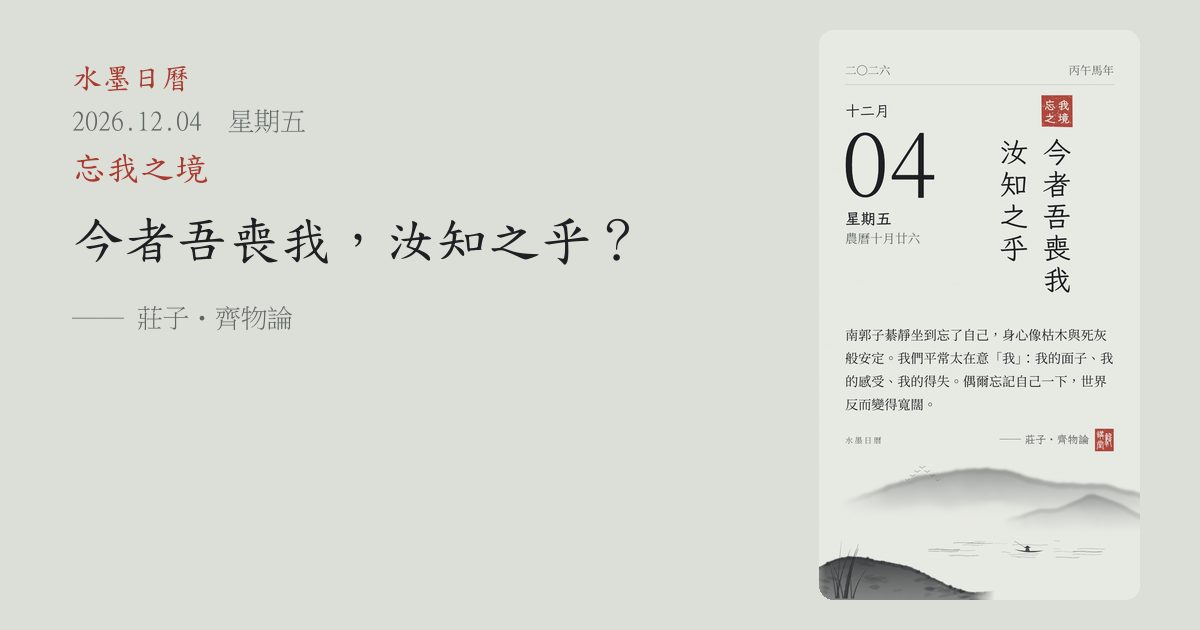 水墨日曆
2026.12.04 星期五
忘我之境
今者吾喪我，汝知之乎？
—— 莊子・齊物論
二〇二六
丙午馬年
十二月
04
星期五
農曆十月廿六
忘我之境
今者吾喪我
汝知之乎
南郭子綦靜坐到忘了自己，身心像枯木與死灰
般安定。我們平常太在意「我」：我的面子、我
的感受、我的得失。偶爾忘記自己一下，世界
反而變得寬闊。
水墨日曆
—— 莊子・齊物論